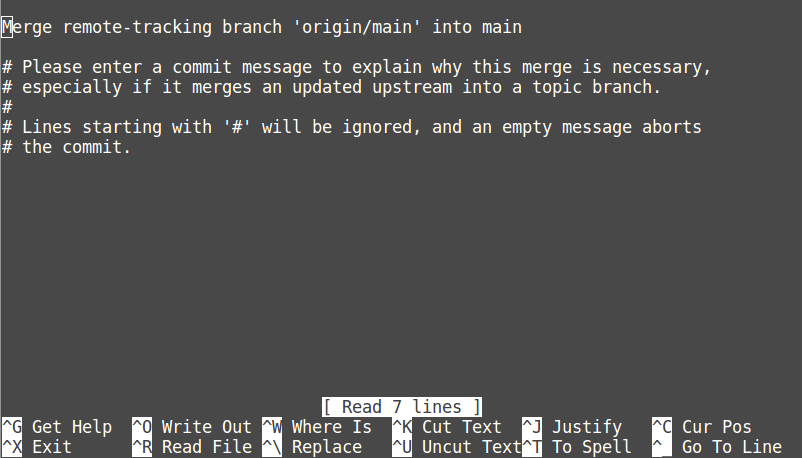 Merge remote-tracking branch 'origin/main' into main
# Please enter a commit message to explain why this merge is necessary,
# especially if it merges an updated upstream into a topic branch.
#
# Lines starting with '#' will be ignored, and an empty message aborts
# the commit.
[ Read 7 lines ]
^G Get Help ^O Write Out ^W Where Is ^K Cut Text ^J Justify ^C Cur Pos
^X Exit ^R Read File ^\ Replace ^U Uncut Text ^T To Spell ^_ Go To Line